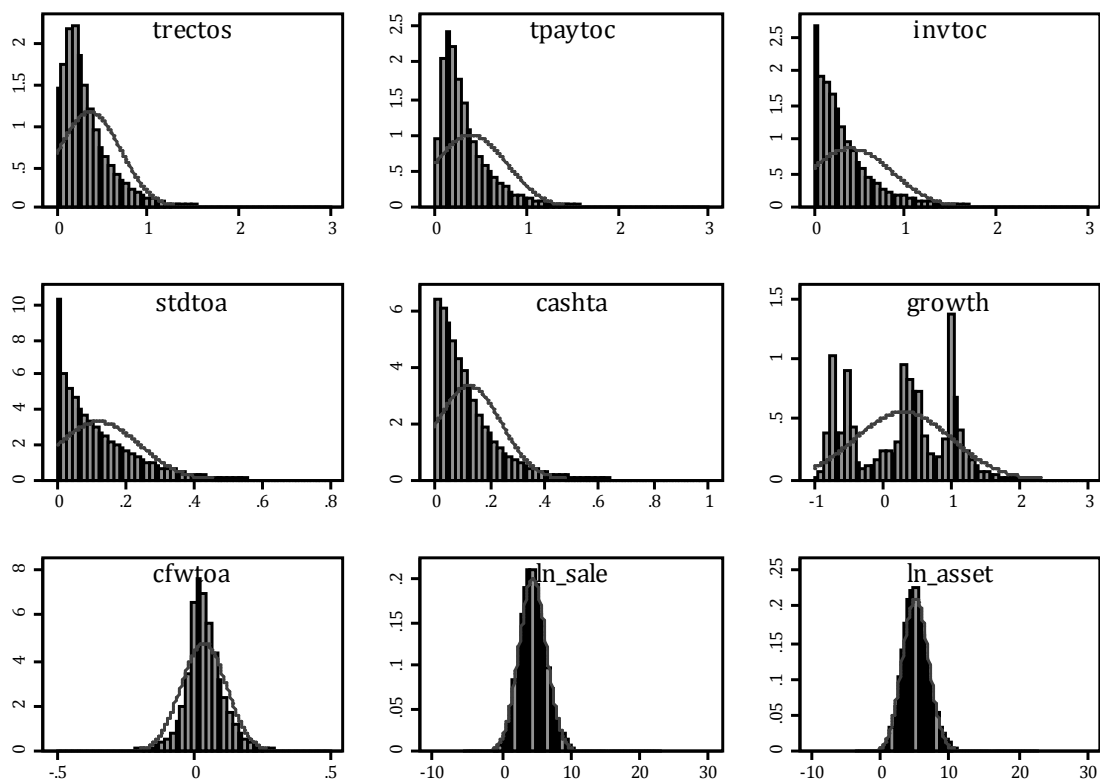 trectos
0 .5 1 1.5 2
0 1 2 3
tpaytoc
0 .5 1 1.5 2 2.5
0 1 2 3
invtoc
0 .5 1 1.5 2 2.5
0 1 2 3
stdtoa
0 2 4 6 8 10
0 .2 .4 .6 .8
cashta
0 2 4 6
0 .2 .4 .6 .8 1
growth
0 .5 1 1.5
-1 0 1 2 3
cfwtoa
0 2 4 6 8
-.5 0 .5
ln_sale
0 .05 .1 .15 .2
-10 0 10 20 30
ln_asset
0 .05 .1 .15 .2 .25
-10 0 10 20 30